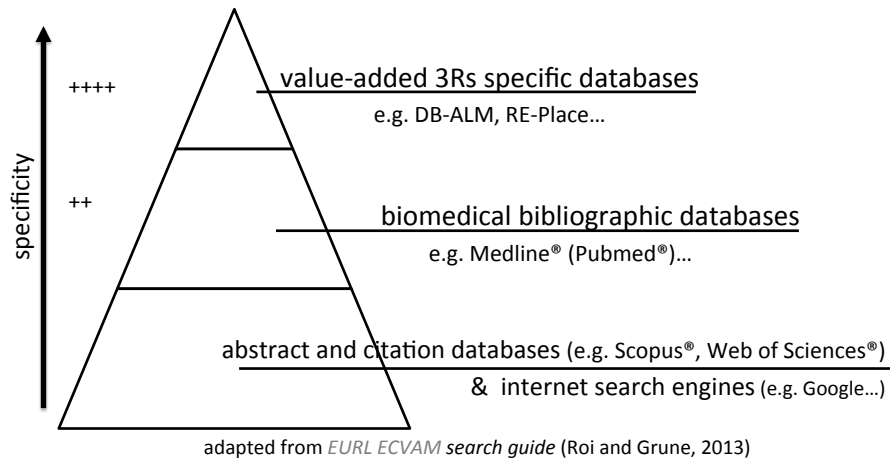 ++++
value-added 3Rs specific databases
e.g. DB-ALM, RE-Place…
specificity
++
biomedical bibliographic databases
e.g. Medline® (Pubmed®)…
abstract and citation databases (e.g. Scopus®, Web of Sciences®)
& internet search engines (e.g. Google…)
adapted from EURL ECVAM search guide (Roi and Grune, 2013)